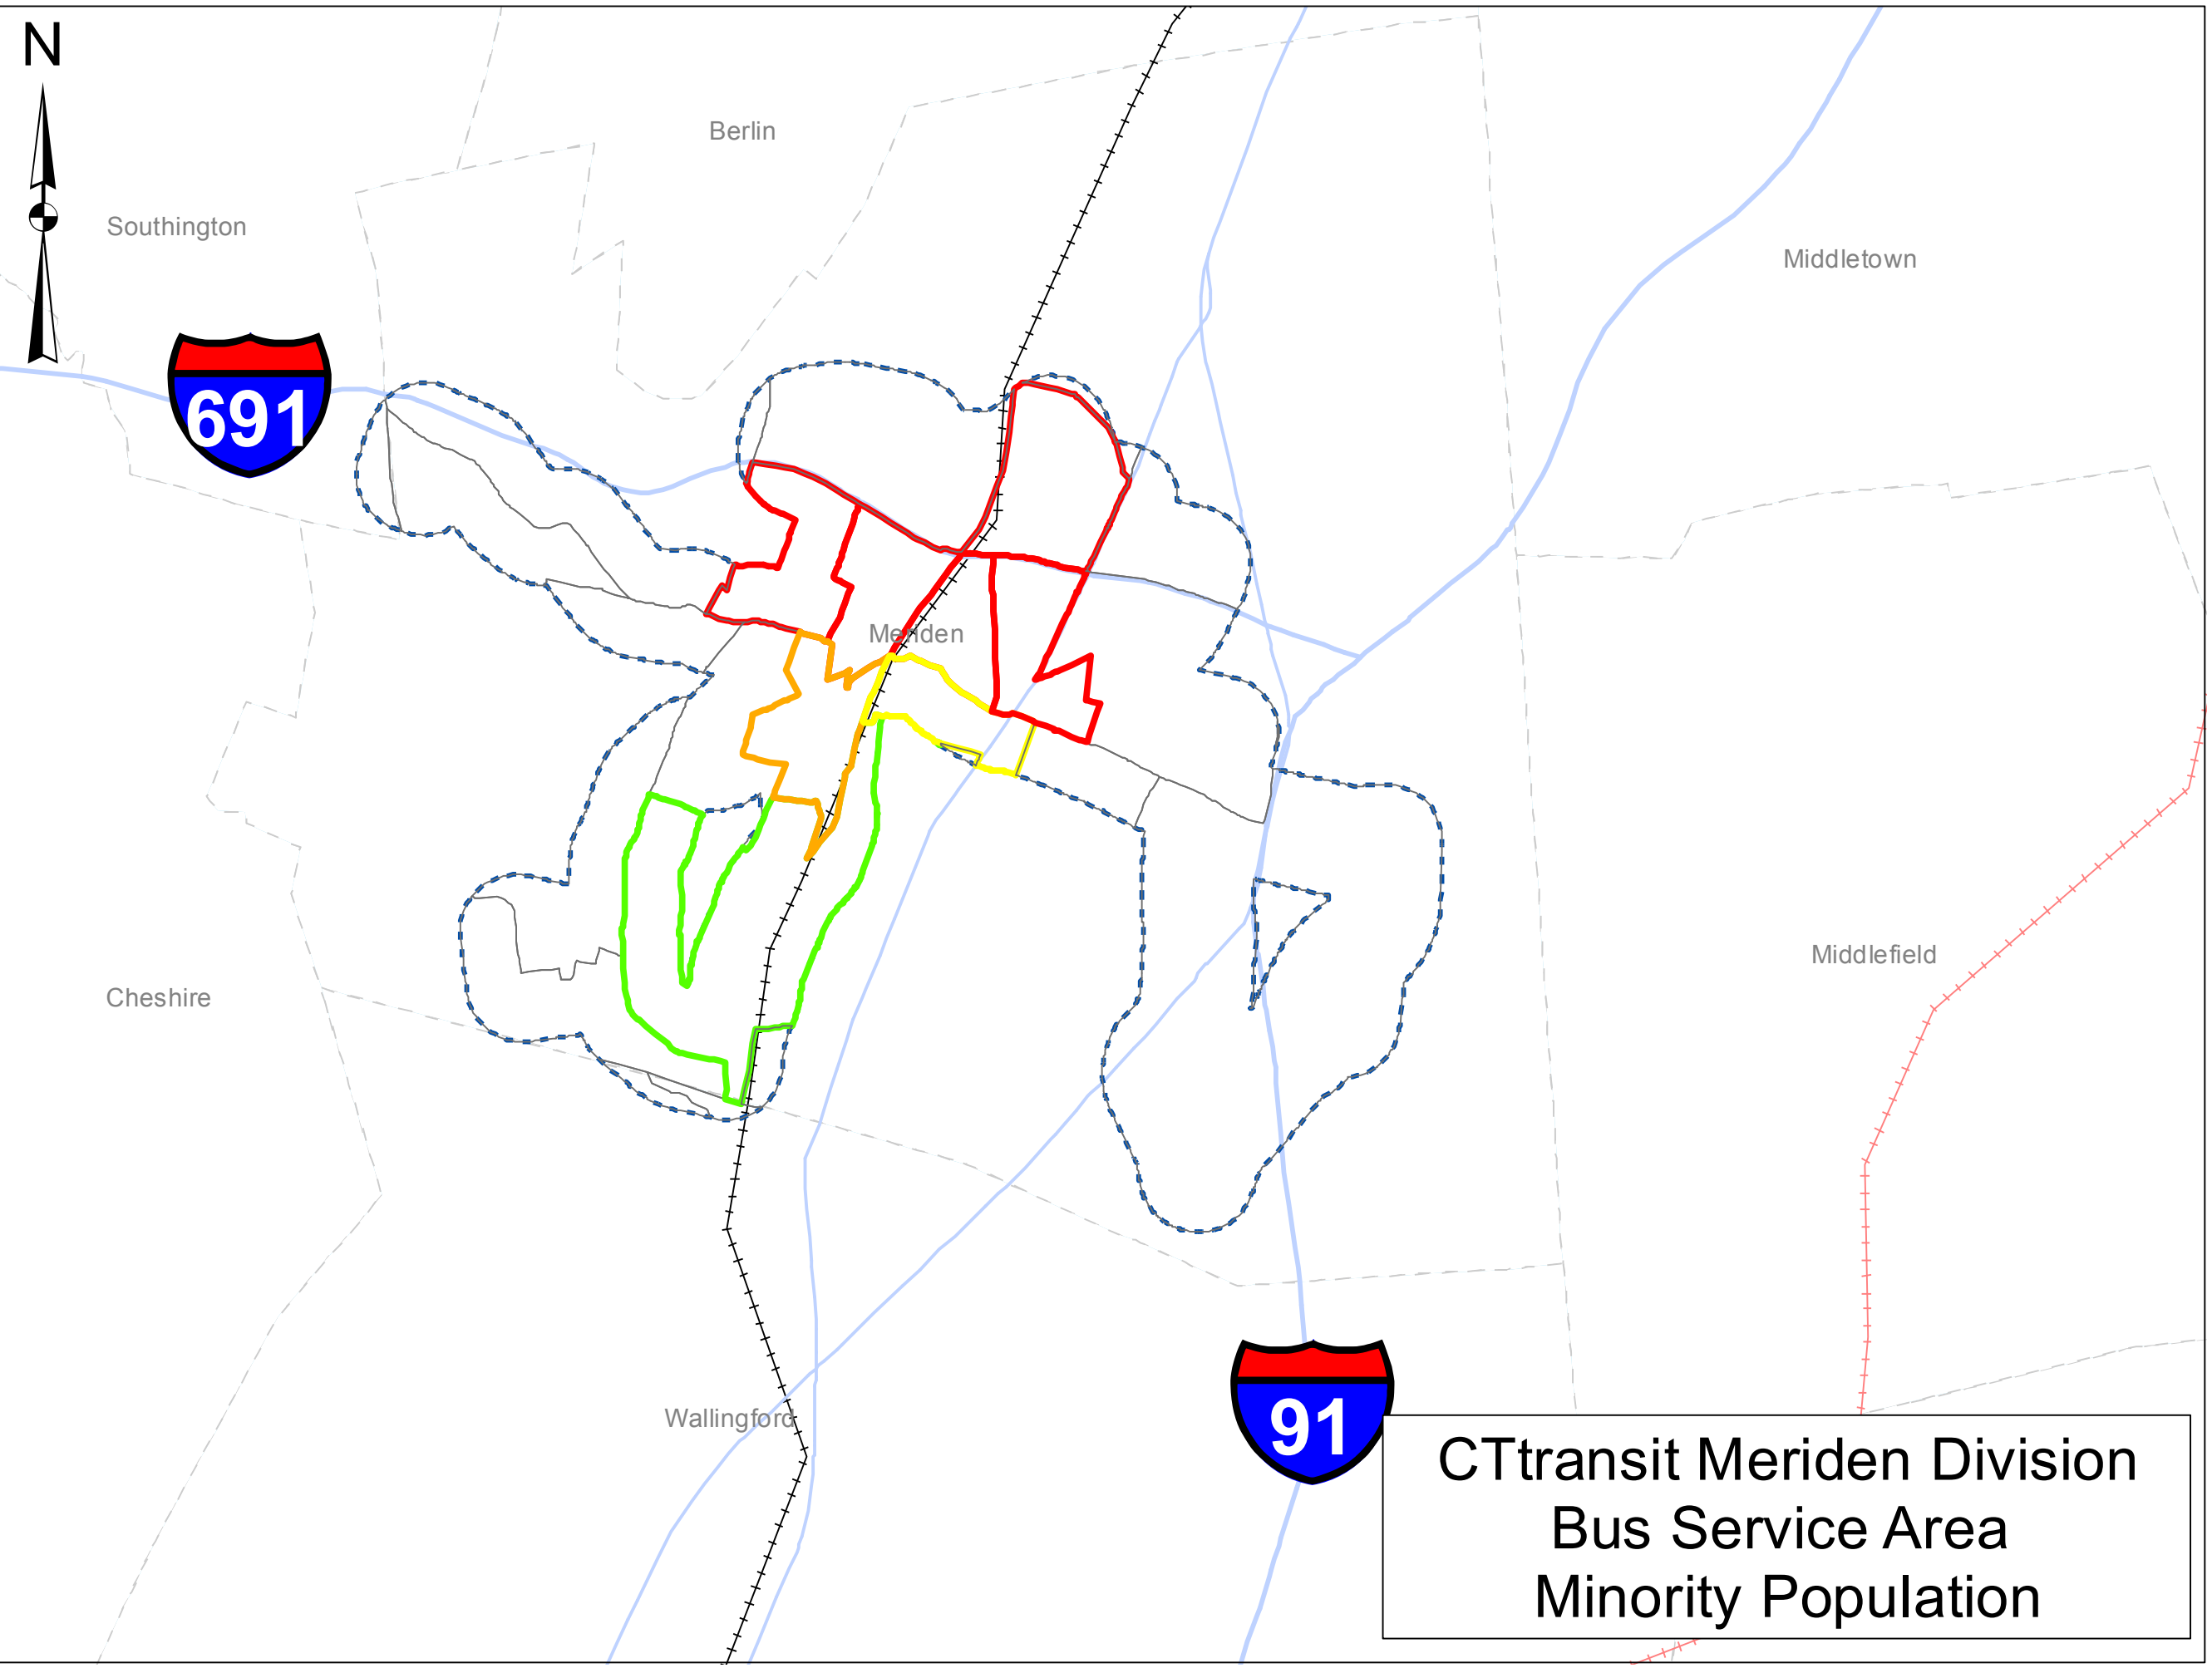 N
Berlin
Southington
Middletown
691
Meriden
Middlefield
Cheshire
Wallingford
91
CTtransit Meriden Division
Bus Service Area
Minority Population